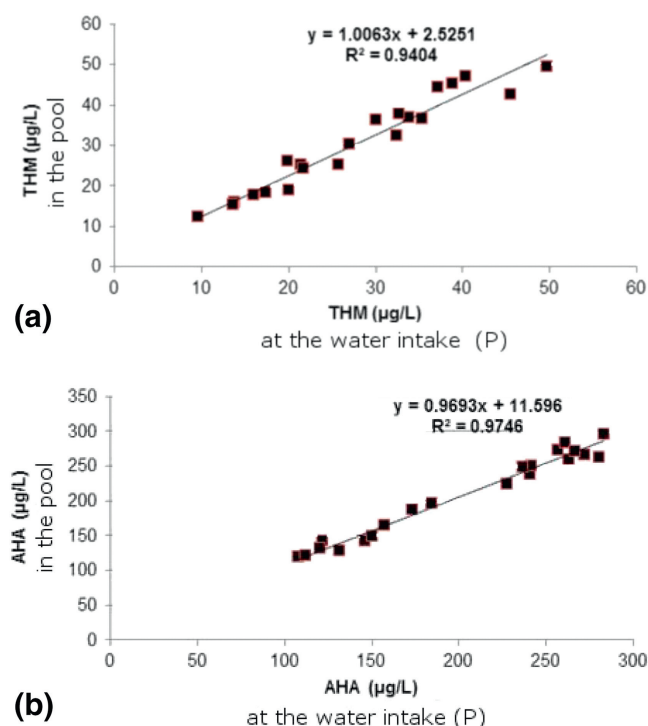 y = 1.0063x + 2.5251
R² = 0.9404
60
50
40
30
20
10
0
THM (µg/L)
in the pool
0 10 20 30 40 50 60
THM (µg/L)
at the water intake (P)
(a)
y = 0.9693x + 11.596
R² = 0.9746
350
300
250
200
150
100
50
0
AHA (µg/L)
in the pool
0 50 100 150 200 250 300
AHA (µg/L)
at the water intake (P)
(b)